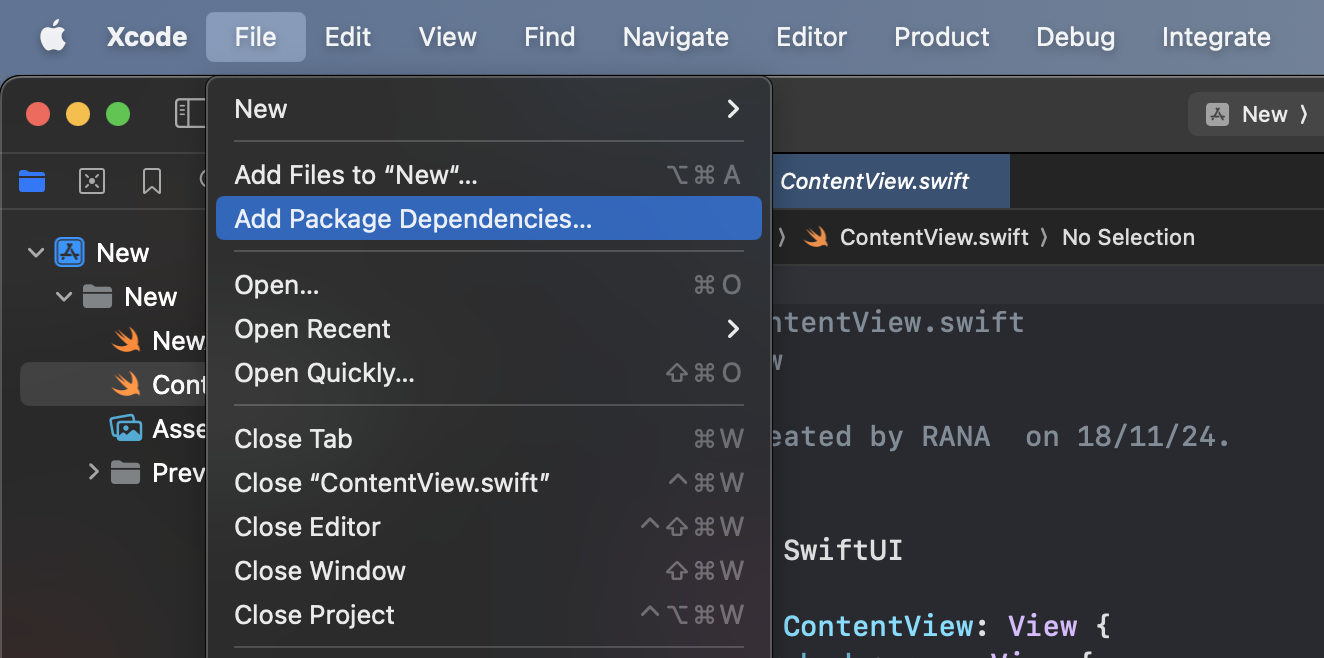 Xcode File Edit View Find Navigate Editor Product Debug Integrate
New ⟩
New
Add Files to “New“... ⌥⌘ A
Add Package Dependencies...
Open... ⌘ O
Open Recent
Open Quickly... ⇧⌘ O
Close Tab ⌘W
Close “ContentView.swift” ^⌘W
Close Editor ^⇧⌘W
Close Window ⇧⌘W
Close Project ^⌥⌘W
New
New
New
Cont
Asse
Prev
ContentView.swift
⟩ ContentView.swift ⟩ No Selection
ntentView.swift
w
eated by RANA on 18/11/24.
SwiftUI
ContentView: View {